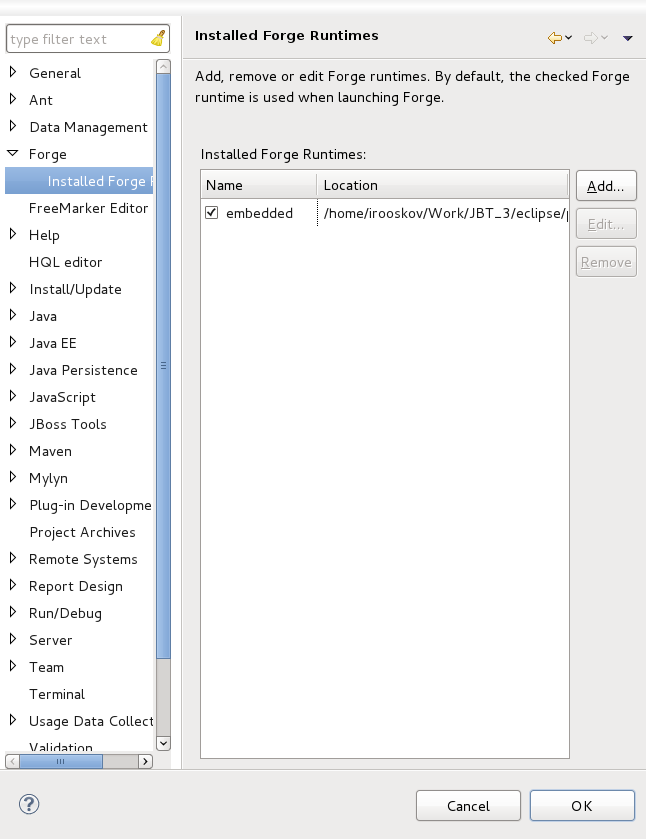 type filter text
General
Ant
Data Management
Forge
Installed Forge
FreeMarker Editor
Help
HQL editor
Install/Update
Java
Java EE
Java Persistence
JavaScript
JBoss Tools
Maven
Mylyn
Plug-in Developme
Project Archives
Remote Systems
Report Design
Run/Debug
Server
Team
Terminal
Usage Data Collect
Validation
Installed Forge Runtimes
Add, remove or edit Forge runtimes. By default, the checked Forge
runtime is used when launching Forge.
Installed Forge Runtimes:
Name Location
embedded /home/irooskov/Work/JBT_3/eclipse/
Add...
Edit...
Remove
Cancel OK